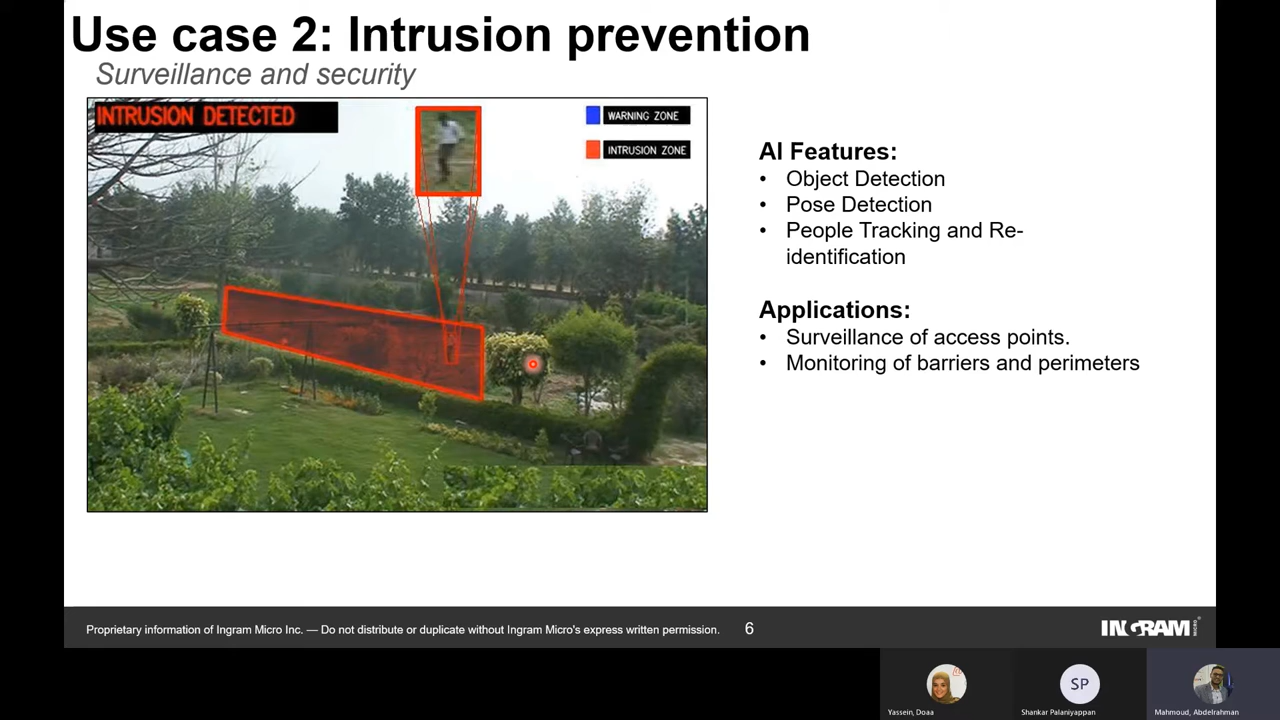 Use case 2: Intrusion prevention
Surveillance and security
INTRUSION DETECTED
WARNING ZONE
INTRUSION ZONE
AI Features:
• Object Detection
• Pose Detection
• People Tracking and Re-
identification
Applications:
• Surveillance of access points.
• Monitoring of barriers and perimeters
Proprietary information of Ingram Micro Inc. — Do not distribute or duplicate without Ingram Micro's express written permission.
6
INGRAM MICRO
SP
Yassein, Doaa
Shankar Palaniyappan
Mahmoud, Abdelrahman